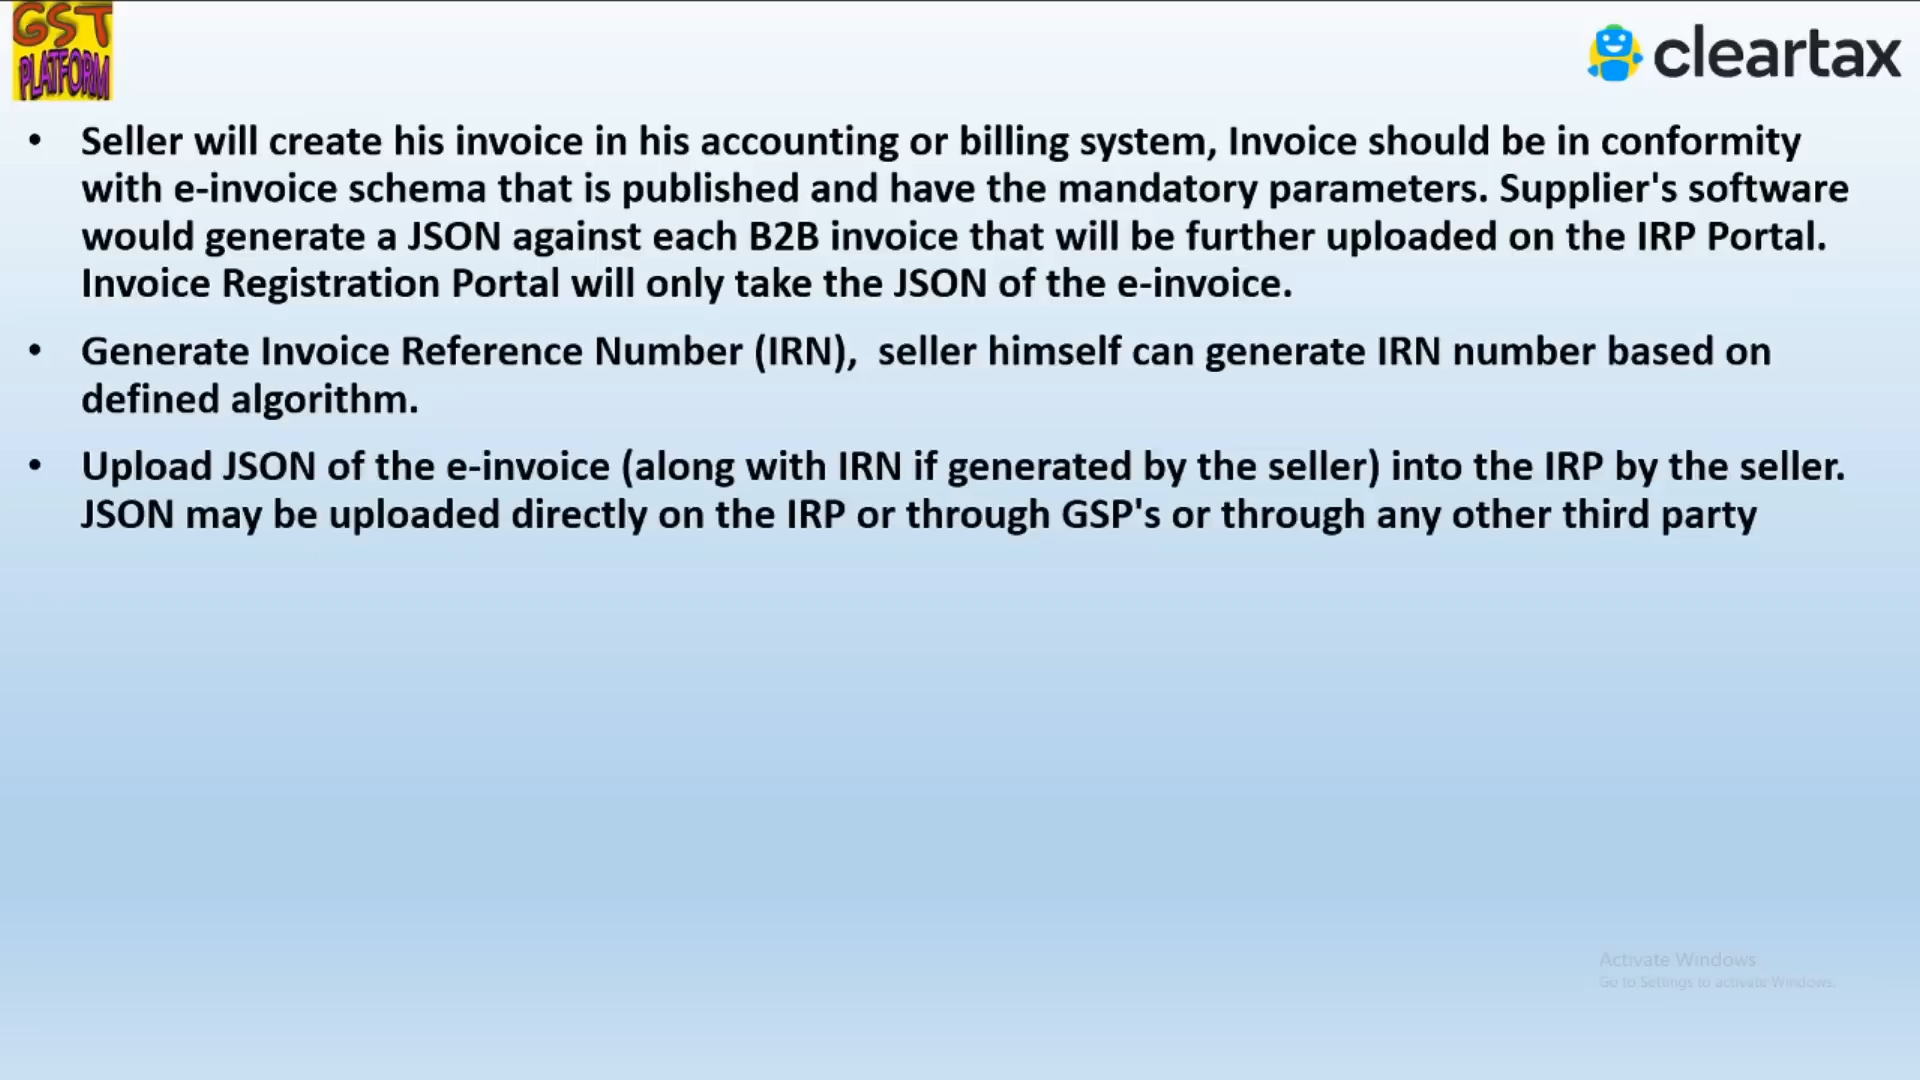 GST
PLATFORM
cleartax
• Seller will create his invoice in his accounting or billing system, Invoice should be in conformity
with e-invoice schema that is published and have the mandatory parameters. Supplier's software
would generate a JSON against each B2B invoice that will be further uploaded on the IRP Portal.
Invoice Registration Portal will only take the JSON of the e-invoice.
• Generate Invoice Reference Number (IRN),  seller himself can generate IRN number based on
defined algorithm.
• Upload JSON of the e-invoice (along with IRN if generated by the seller) into the IRP by the seller.
JSON may be uploaded directly on the IRP or through GSP's or through any other third party
Activate Windows
Go to Settings to activate Windows.